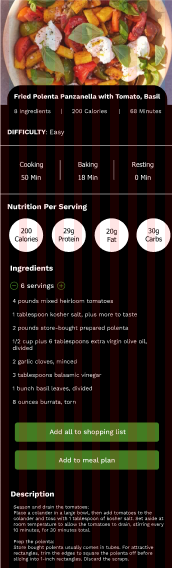 Fried Polenta Panzanella with Tomato, Basil
8 Ingredients | 200 Calories | 68 Minutes
DIFFICULTY: Easy
Cooking Baking Resting
50 Min 18 Min 0 Min
Nutrition Per Serving
200 29g 20g 30g
Calories Protein Fat Carbs
Ingredients
6 servings
4 pounds mixed heirloom tomatoes
1 tablespoon kosher salt, plus more to taste
2 pounds store-bought prepared polenta
1/2 cup plus 6 tablespoons extra virgin olive oil,
divided
2 garlic cloves, minced
3 tablespoons balsamic vinegar
1 bunch basil leaves, divided
8 ounces burrata, torn
Add all to shopping list
Add to meal plan
Description
Season and drain the tomatoes:
Place a colander in a large bowl, then add tomatoes to the
colander and toss with 1 tablespoon of kosher salt. Set aside at
room temperature to allow the tomatoes to drain, stirring every
10 minutes, for 30 minutes total.
Prep the polenta:
Store bought polenta usually comes in tubes. For attractive
rectangles, trim the edges to square the polenta off before
slicing into 1-inch rectangles. Discard the scraps.